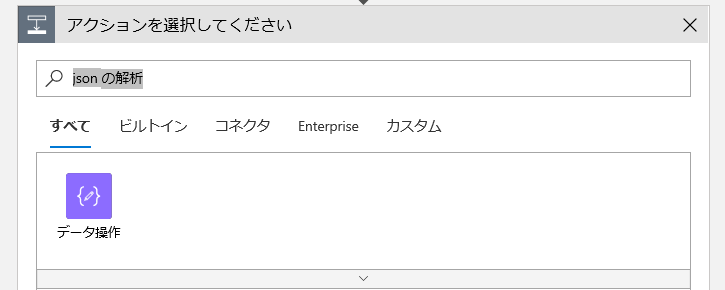 アクションを選択してください
json の解析
すべて ビルトイン コネクタ Enterprise カスタム
データ操作